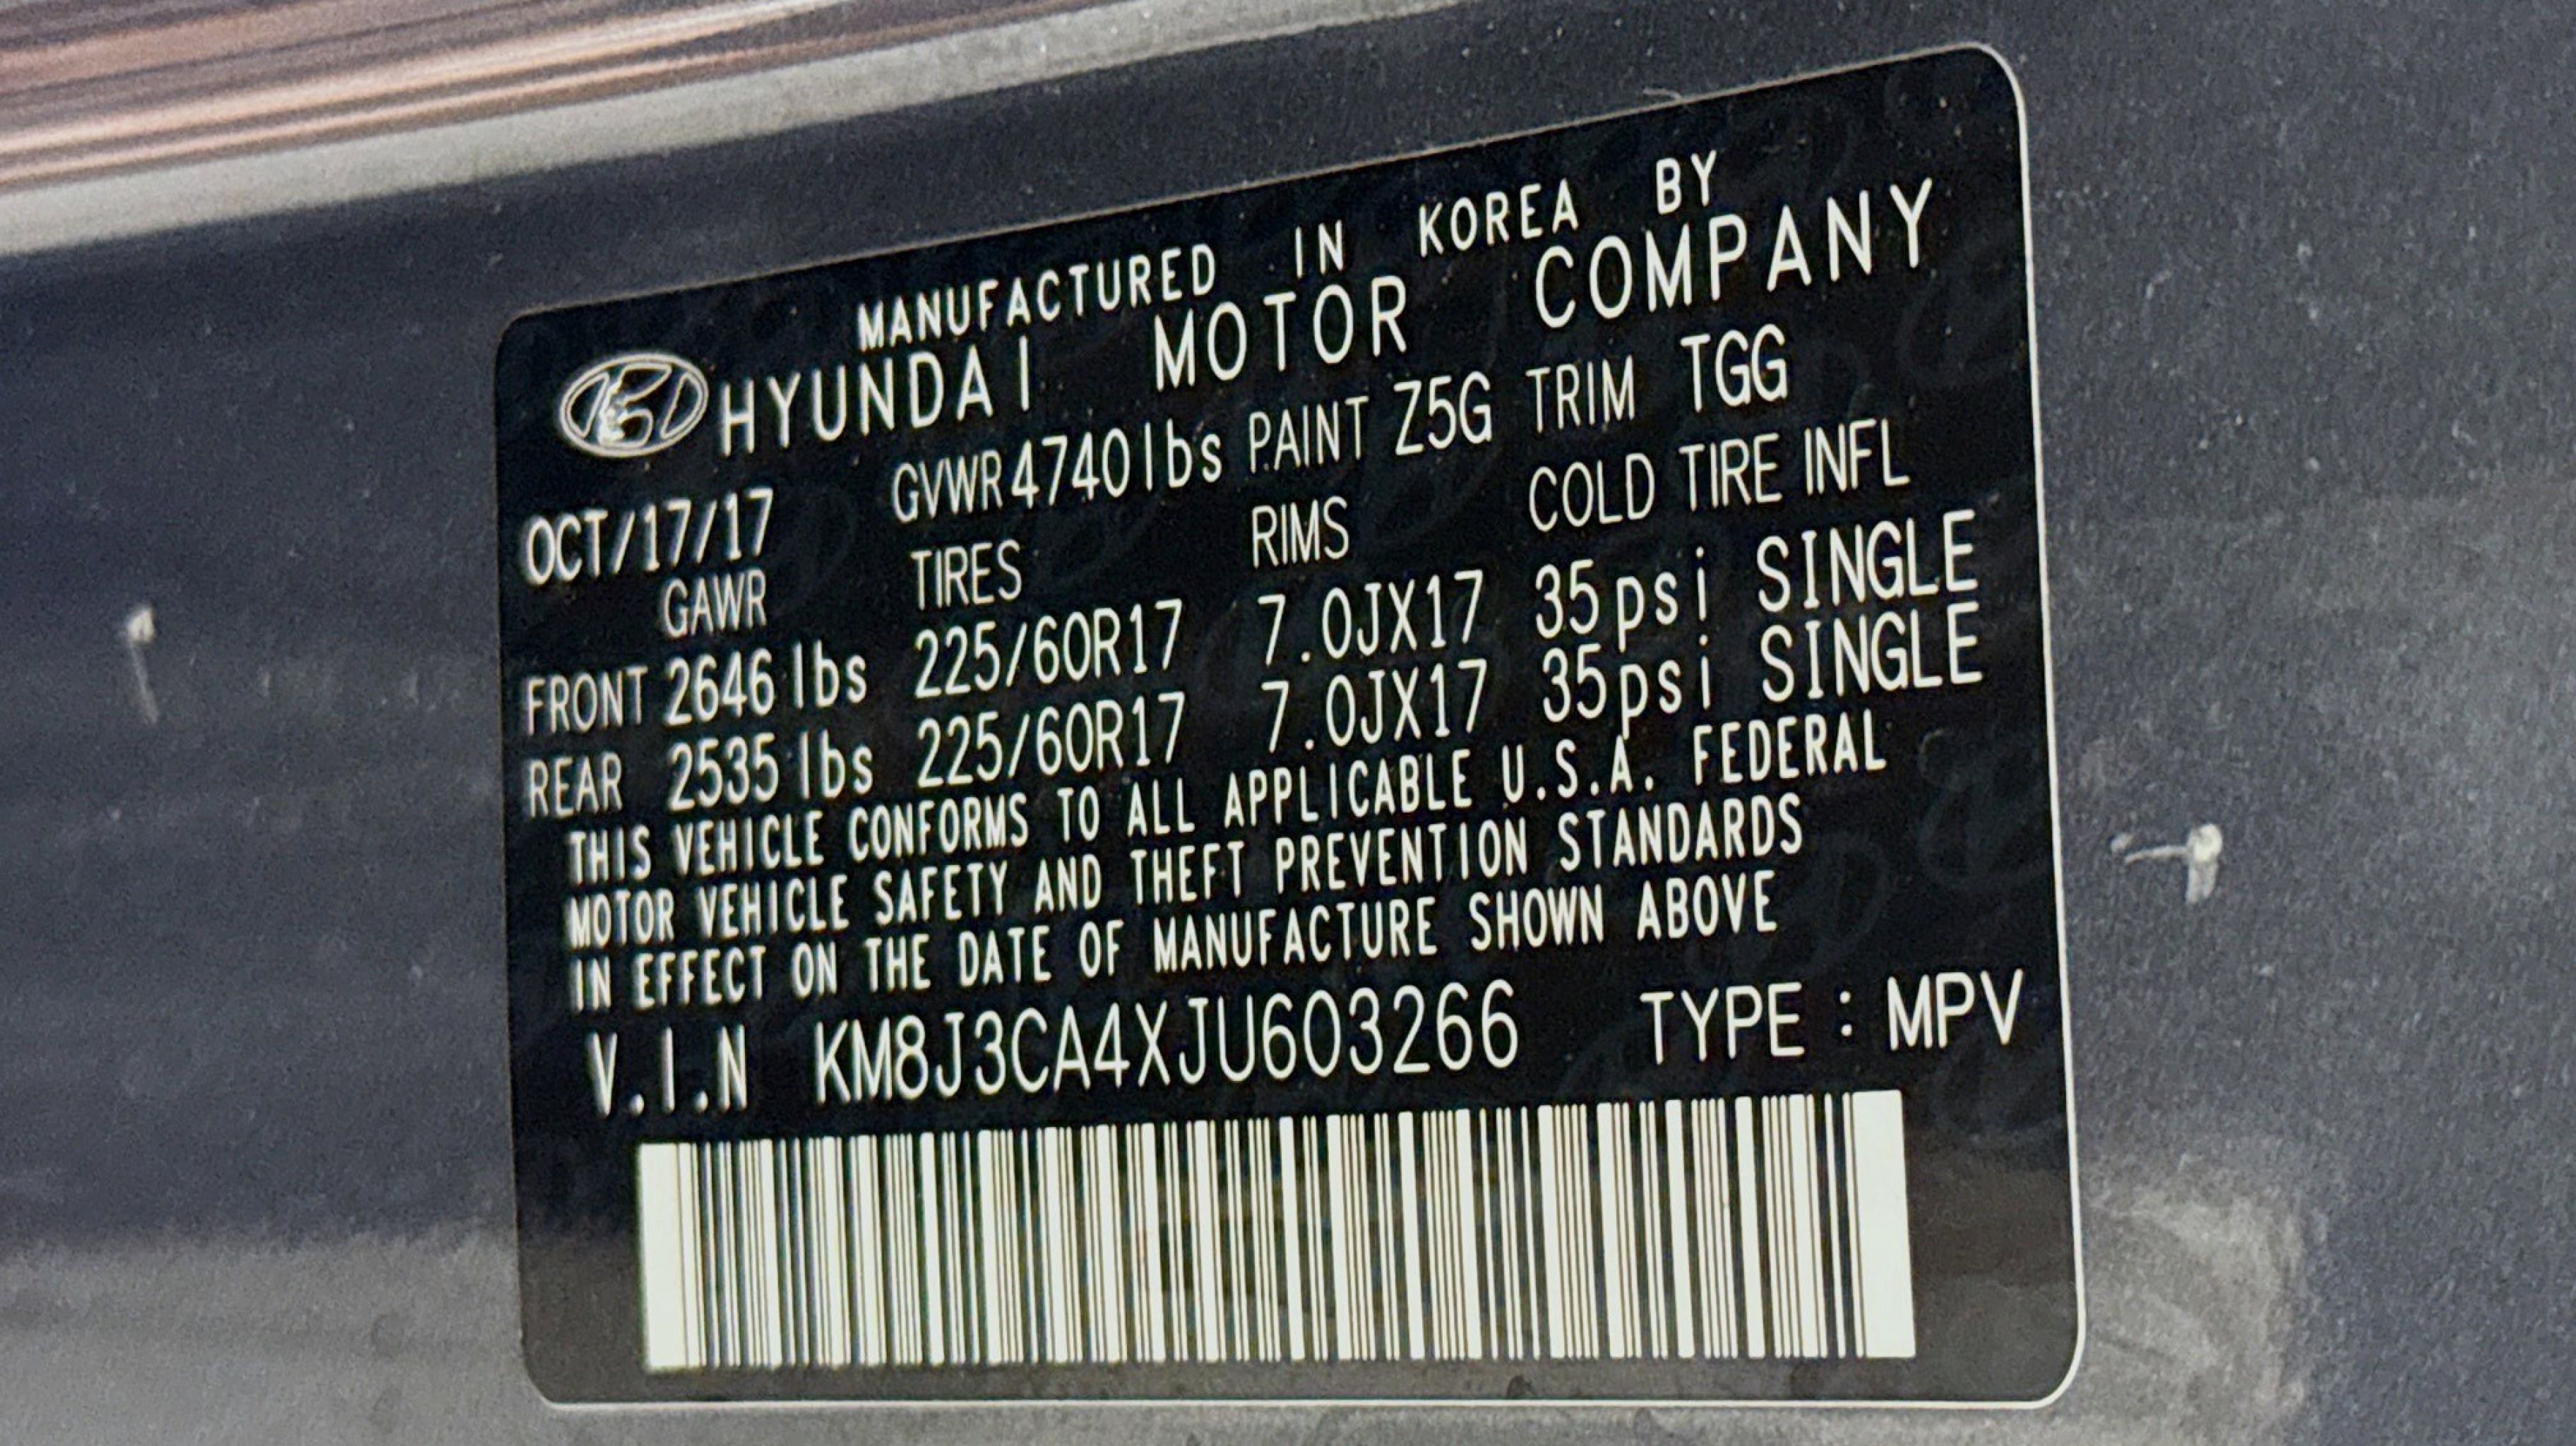 MANUFACTURED IN KOREA BY
HYUNDAI MOTOR COMPANY
OCT/17/17 GVWR 4740 lbs PAINT Z5G TRIM TGG
GAWR TIRES RIMS COLD TIRE INFL
FRONT 2646 lbs 225/60R17 7.0JX17 35psi SINGLE
REAR 2535 lbs 225/60R17 7.0JX17 35psi SINGLE
THIS VEHICLE CONFORMS TO ALL APPLICABLE U.S.A. FEDERAL
MOTOR VEHICLE SAFETY AND THEFT PREVENTION STANDARDS
IN EFFECT ON THE DATE OF MANUFACTURE SHOWN ABOVE
V.I.N KM8J3CA4XJU603266 TYPE : MPV